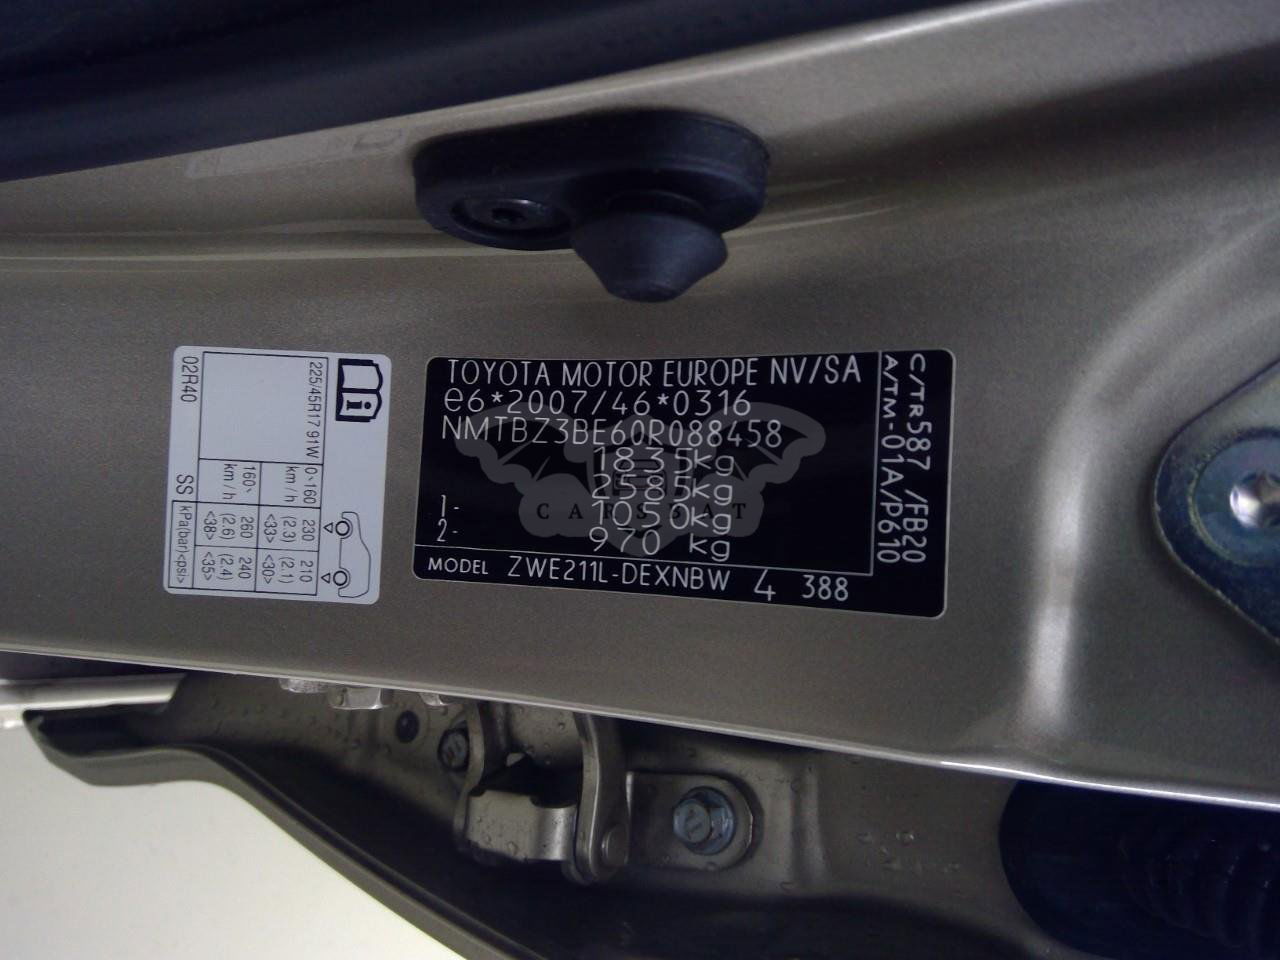 TOYOTA MOTOR EUROPE NV/SA
e6*2007/46*0316
NMTBZ3BE60R088458
1835kg
2585kg
1- 1050kg
2- 970 kg
MODEL ZWE211L-DEXNBW 4 388
C/TR587 /FB20
A/TM-01A/P610
CARSBAT
225/45R17 91W
0~160 km/h 230 (2.3) <33> 210 (2.1) <30>
160~ km/h 260 (2.6) <38> 240 (2.4) <35>
kPa(bar)<psi>
02R40 SS